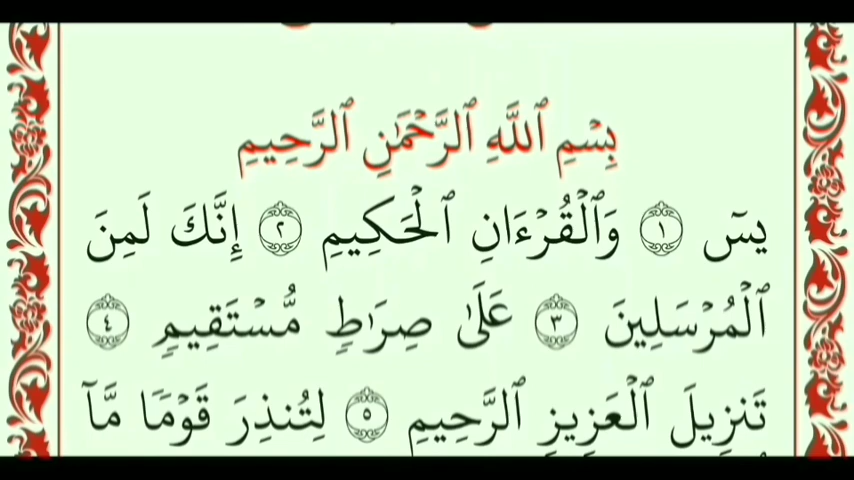 بِسْمِ ٱللَّهِ ٱلرَّحْمَٰنِ ٱلرَّحِيمِ
يسٓ ١ وَٱلْقُرْءَانِ ٱلْحَكِيمِ ٢ إِنَّكَ لَمِنَ
ٱلْمُرْسَلِينَ ٣ عَلَىٰ صِرَٰطٍ مُّسْتَقِيمٍ ٤
تَنزِيلَ ٱلْعَزِيزِ ٱلرَّحِيمِ ٥ لِتُنذِرَ قَوْمًا مَّآ